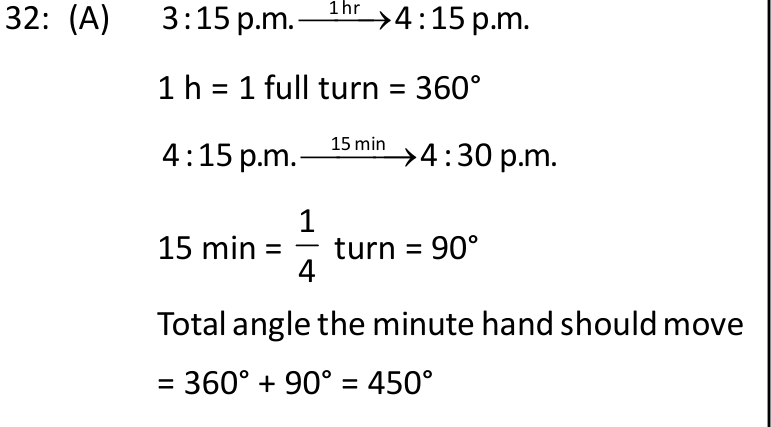 32: (A) 3:15 p.m. —1 hr→ 4:15 p.m.
1 h = 1 full turn = 360°
4:15 p.m. —15 min→ 4:30 p.m.
15 min = 1/4 turn = 90°
Total angle the minute hand should move
= 360° + 90° = 450°